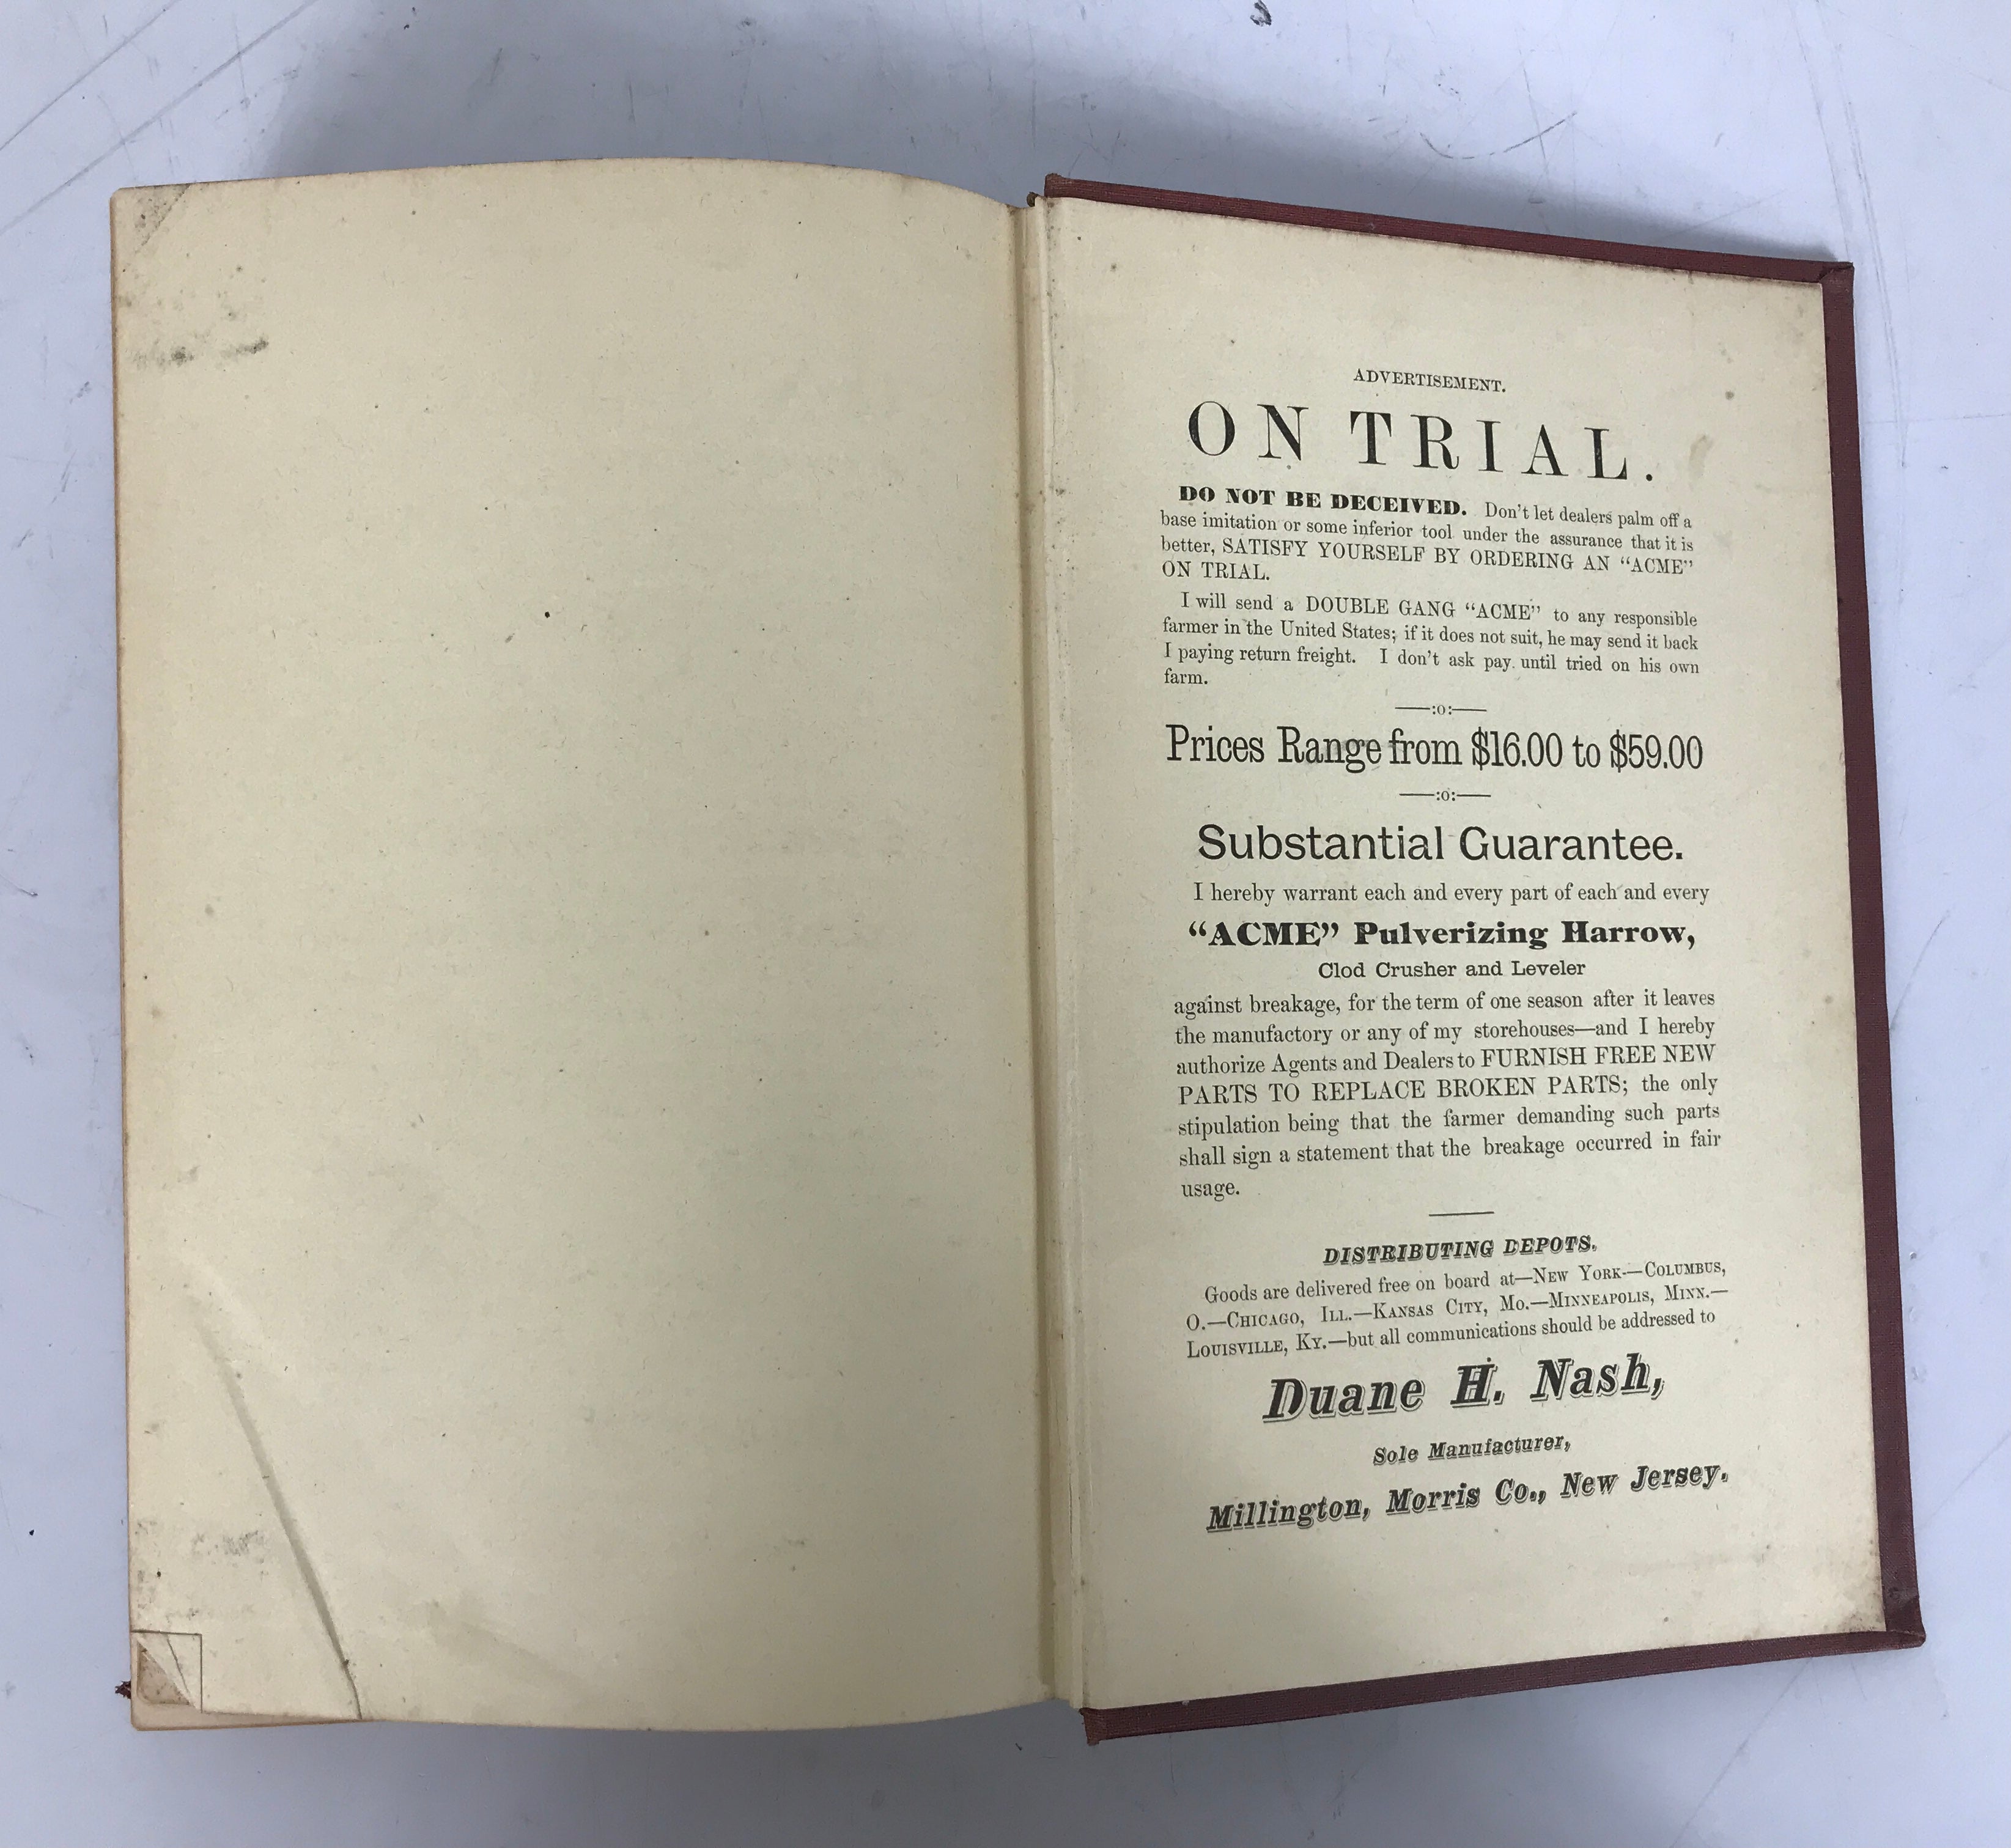 ADVERTISEMENT.
ON TRIAL.
DO NOT BE DECEIVED. Don't let dealers palm off a
base imitation or some inferior tool under the assurance that it is
better, SATISFY YOURSELF BY ORDERING AN "ACME"
ON TRIAL.
I will send a DOUBLE GANG "ACME" to any responsible
farmer in the United States; if it does not suit, he may send it back
I paying return freight. I don't ask pay until tried on his own
farm.
——:o:——
Prices Range from $16.00 to $59.00
——:o:——
Substantial Guarantee.
I hereby warrant each and every part of each and every
"ACME" Pulverizing Harrow,
Clod Crusher and Leveler
against breakage, for the term of one season after it leaves
the manufactory or any of my storehouses—and I hereby
authorize Agents and Dealers to FURNISH FREE NEW
PARTS TO REPLACE BROKEN PARTS; the only
stipulation being that the farmer demanding such parts
shall sign a statement that the breakage occurred in fair
usage.
DISTRIBUTING DEPOTS.
Goods are delivered free on board at—NEW YORK—COLUMBUS,
O.—CHICAGO, ILL.—KANSAS CITY, MO.—MINNEAPOLIS, MINN.—
LOUISVILLE, KY.—but all communications should be addressed to
Duane H. Nash,
Sole Manufacturer,
Millington, Morris Co., New Jersey.